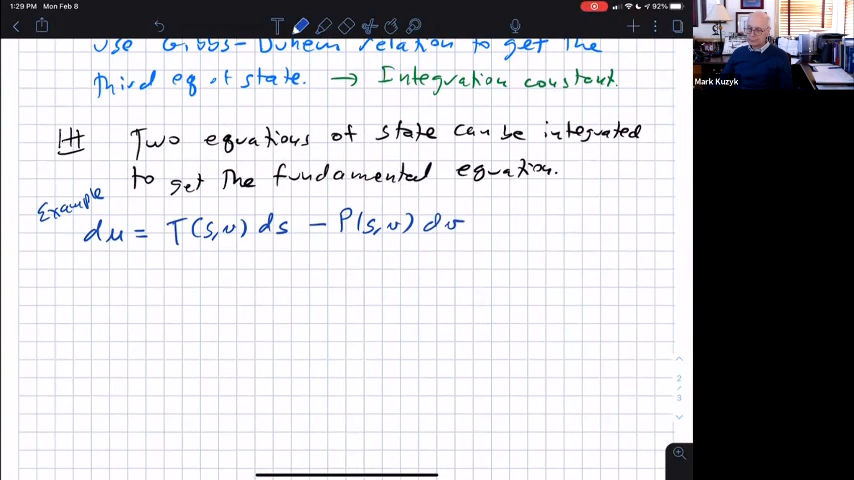 1:29 PM Mon Feb 8
92%
Use Gibbs-Duhem relation to get the
third eq of state. → Integration constant.
III Two equations of state can be integrated
to get the fundamental equation.
Example
du = T(s,v) ds - P(s,v) dv
2
3
Mark Kuzyk